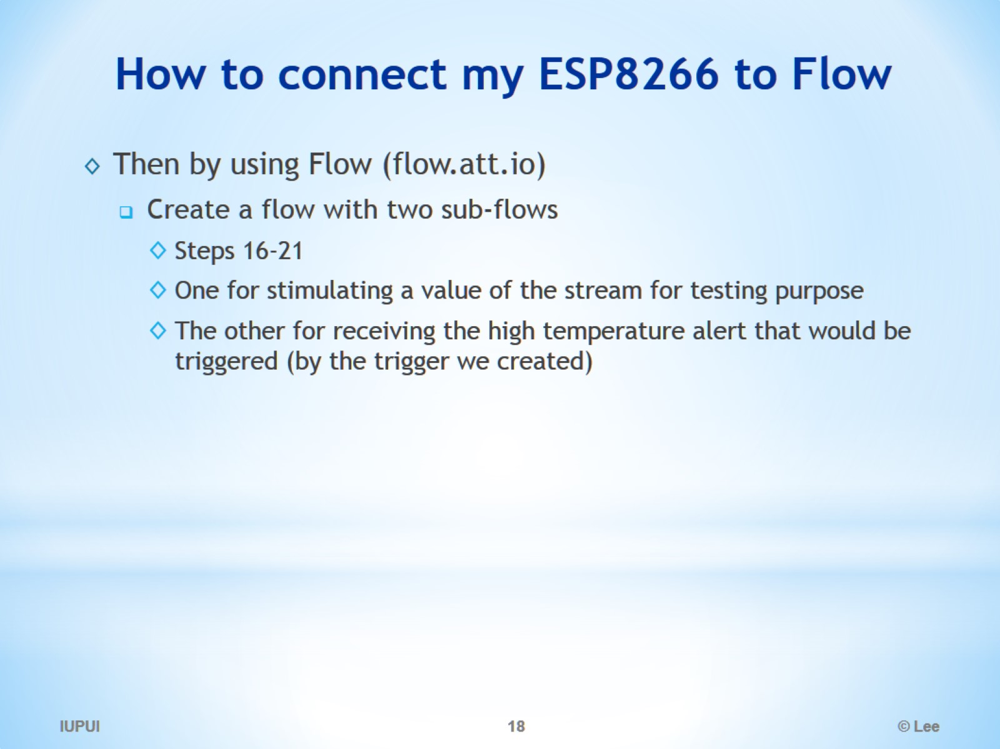 How to connect my ESP8266 to Flow
Then by using Flow (flow.att.io)
Create a flow with two sub-flows
Steps 16-21
One for stimulating a value of the stream for testing purpose
The other for receiving the high temperature alert that would be
triggered (by the trigger we created)
IUPUI
18
© Lee